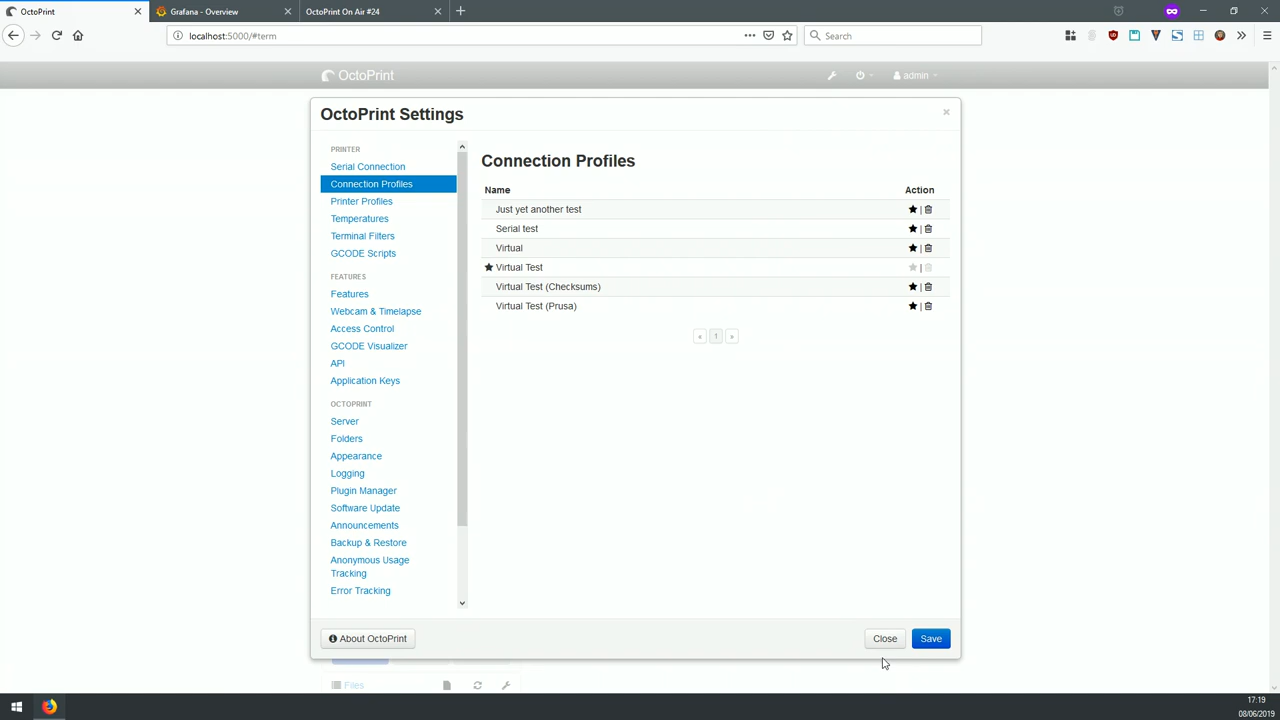 OctoPrint
Grafana - Overview
OctoPrint On Air #24
localhost:5000/#term
Search
OctoPrint
admin
OctoPrint Settings
×
PRINTER
Serial Connection
Connection Profiles
Printer Profiles
Temperatures
Terminal Filters
GCODE Scripts
FEATURES
Features
Webcam & Timelapse
Access Control
GCODE Visualizer
API
Application Keys
OCTOPRINT
Server
Folders
Appearance
Logging
Plugin Manager
Software Update
Announcements
Backup & Restore
Anonymous Usage
Tracking
Error Tracking
Connection Profiles
Name Action
Just yet another test |
Serial test |
Virtual |
Virtual Test |
Virtual Test (Checksums) |
Virtual Test (Prusa) |
« 1 »
About OctoPrint
Close
Save
Files
17:19
08/06/2019